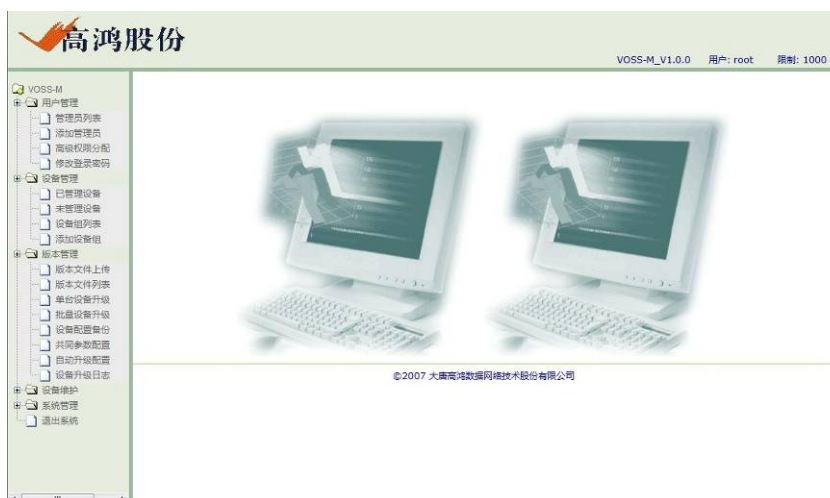 高鸿股份
VOSS-M_V1.0.0 用户: root 限制: 1000
VOSS-M
用户管理
管理员列表
添加管理员
高级权限分配
修改登录密码
设备管理
已管理设备
未管理设备
设备组列表
添加设备组
版本管理
版本文件上传
版本文件列表
单台设备升级
批量设备升级
设备配置备份
共同参数配置
自动升级配置
设备升级日志
设备维护
系统管理
退出系统
©2007 大唐高鸿数据网络技术股份有限公司